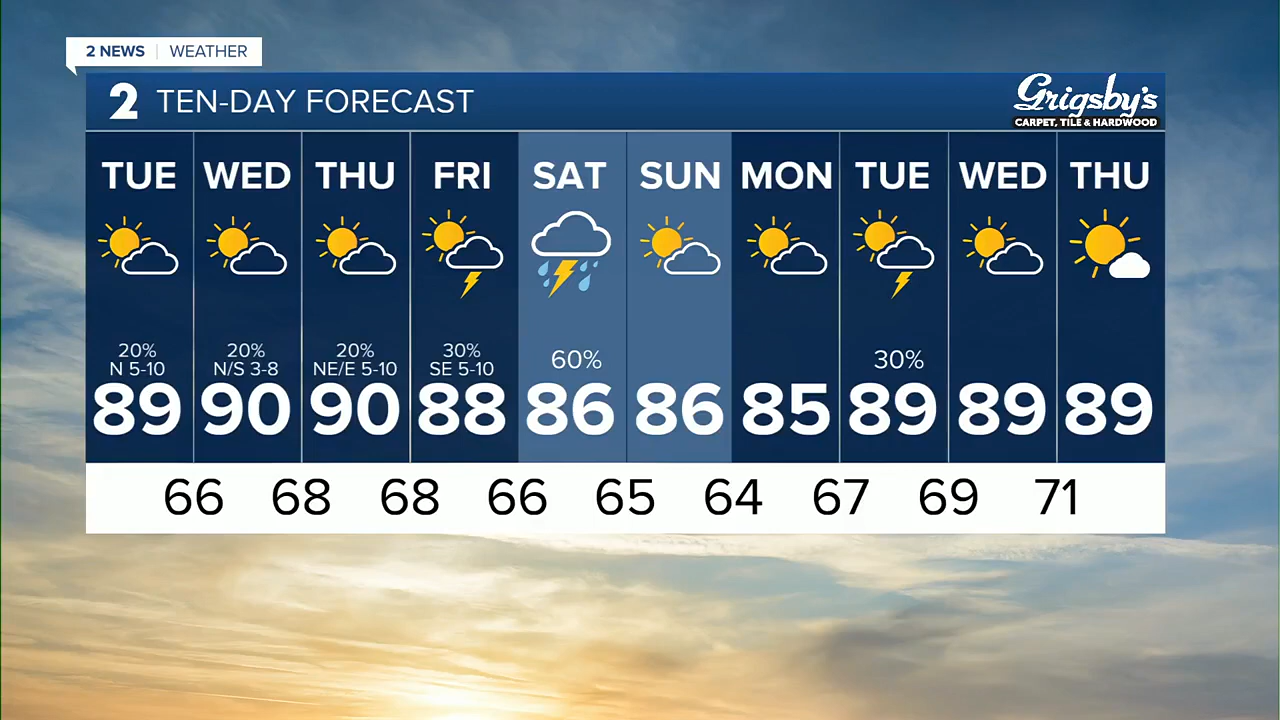 2 NEWS | WEATHER
2 TEN-DAY FORECAST
Grigsby's
CARPET, TILE & HARDWOOD
TUE WED THU FRI SAT SUN MON TUE WED THU
20% 20% 20% 30% 60% 30%
N 5-10 N/S 3-8 NE/E 5-10 SE 5-10
89 90 90 88 86 86 85 89 89 89
66 68 68 66 65 64 67 69 71